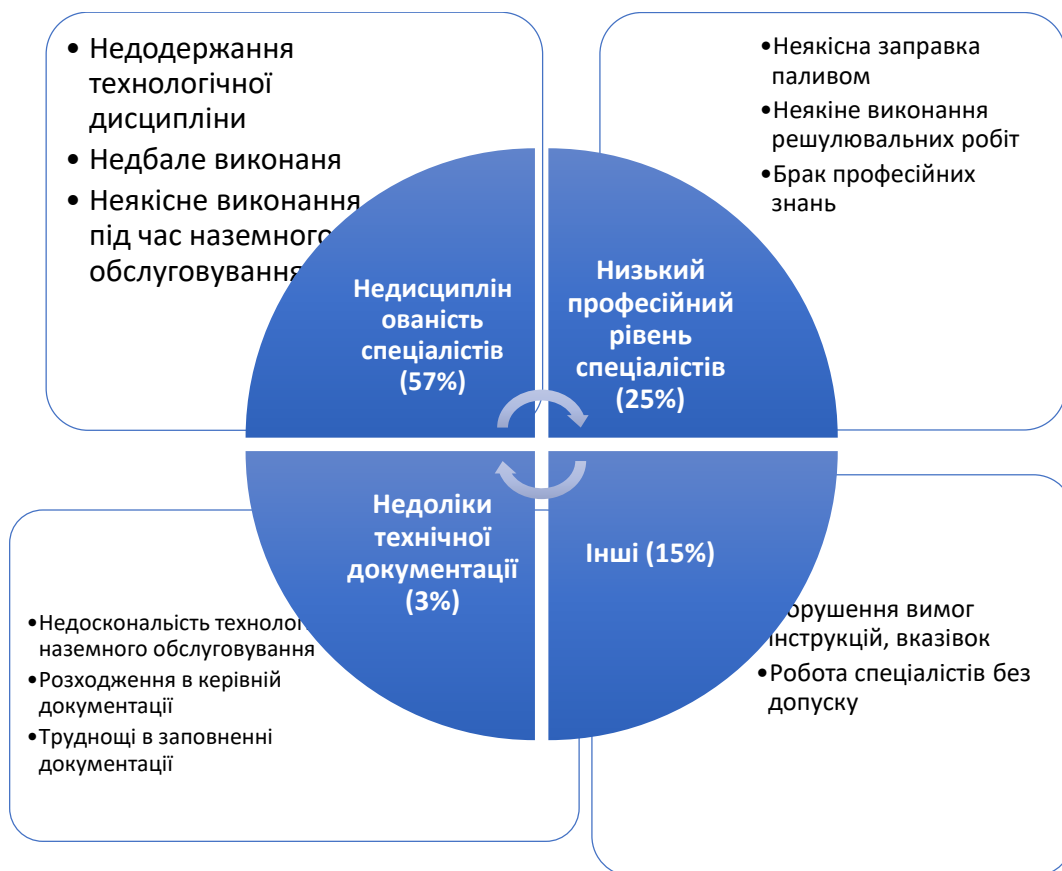 • Недодержання
технологічної
дисципліни
• Недбале виконаня
• Неякісне виконання
під час наземного
обслуговування
•Неякісна заправка
паливом
•Неякіне виконання
решулювальних робіт
•Брак професійних
знань
Недисциплін
ованість
спеціалістів
(57%)
Низький
професійний
рівень
спеціалістів
(25%)
Недоліки
технічної
документації
(3%)
Інші (15%)
•Недоскональість
наземного обслуговування
•Розходження в керівній
документації
•Труднощі в заповненні
документації
вимог
вказівок
•Робота спеціалістів без
допуску